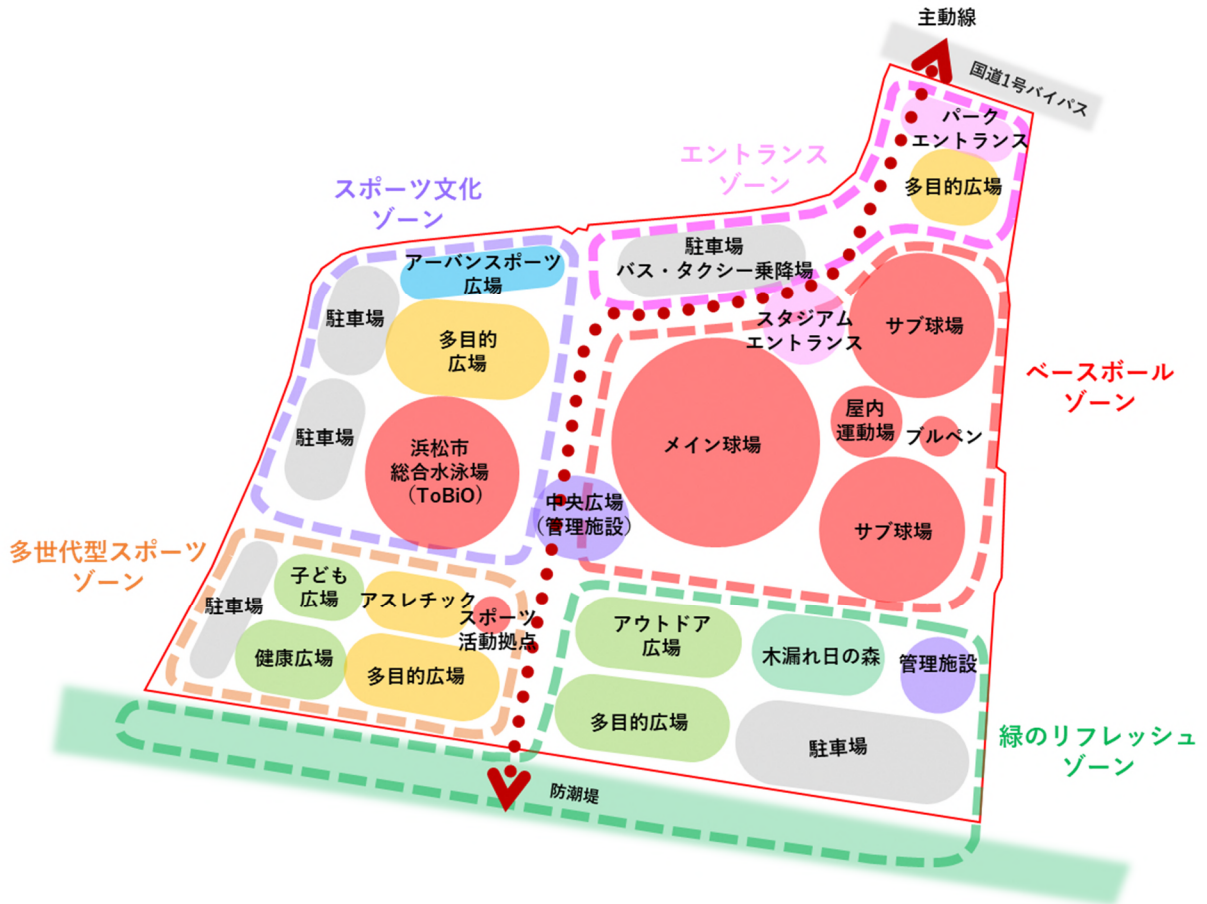 主動線
国道1号バイパス
パーク
エントランス
多目的広場
エントランス
ゾーン
駐車場
バス・タクシー乗降場
スポーツ文化
ゾーン
アーバンスポーツ
広場
駐車場
多目的
広場
駐車場
浜松市
総合水泳場
（ToBiO）
スタジアム
エントランス
サブ球場
ベースボール
ゾーン
メイン球場
屋内
運動場
ブルペン
サブ球場
中央広場
（管理施設）
多世代型スポーツ
ゾーン
駐車場
子ども
広場
アスレチック
スポーツ
活動拠点
健康広場
多目的広場
アウトドア
広場
木漏れ日の森
管理施設
多目的広場
駐車場
緑のリフレッシュ
ゾーン
防潮堤